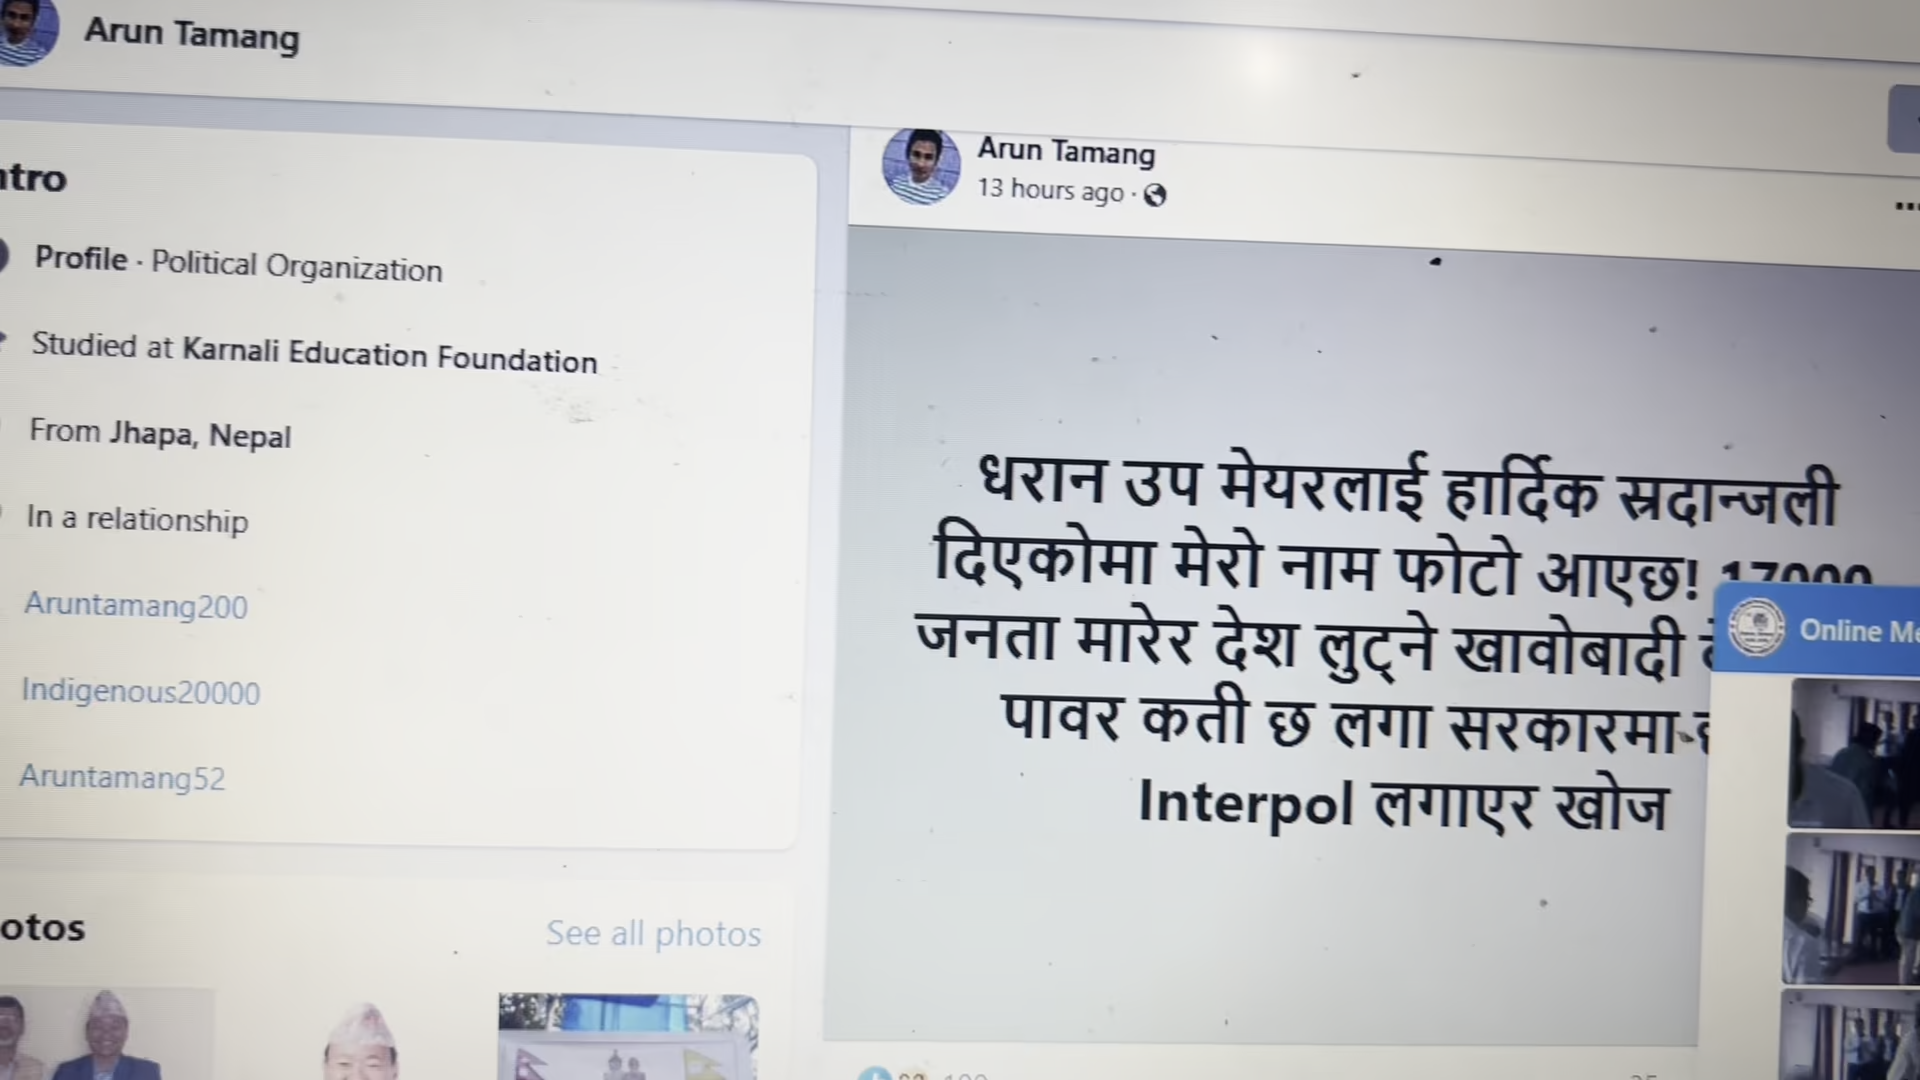 Arun Tamang
Profile · Political Organization
Studied at Karnali Education Foundation
From Jhapa, Nepal
In a relationship
Aruntamang200
Indigenous20000
Aruntamang52
See all photos
Arun Tamang
13 hours ago ·
धरान उप मेयरलाई हार्दिक स्रदान्जली
दिएकोमा मेरो नाम फोटो आएछ! 17000
जनता मारेर देश लुट्ने खावोबादी
पावर कती छ लगा सरकारमा
Interpol लगाएर खोज
Online